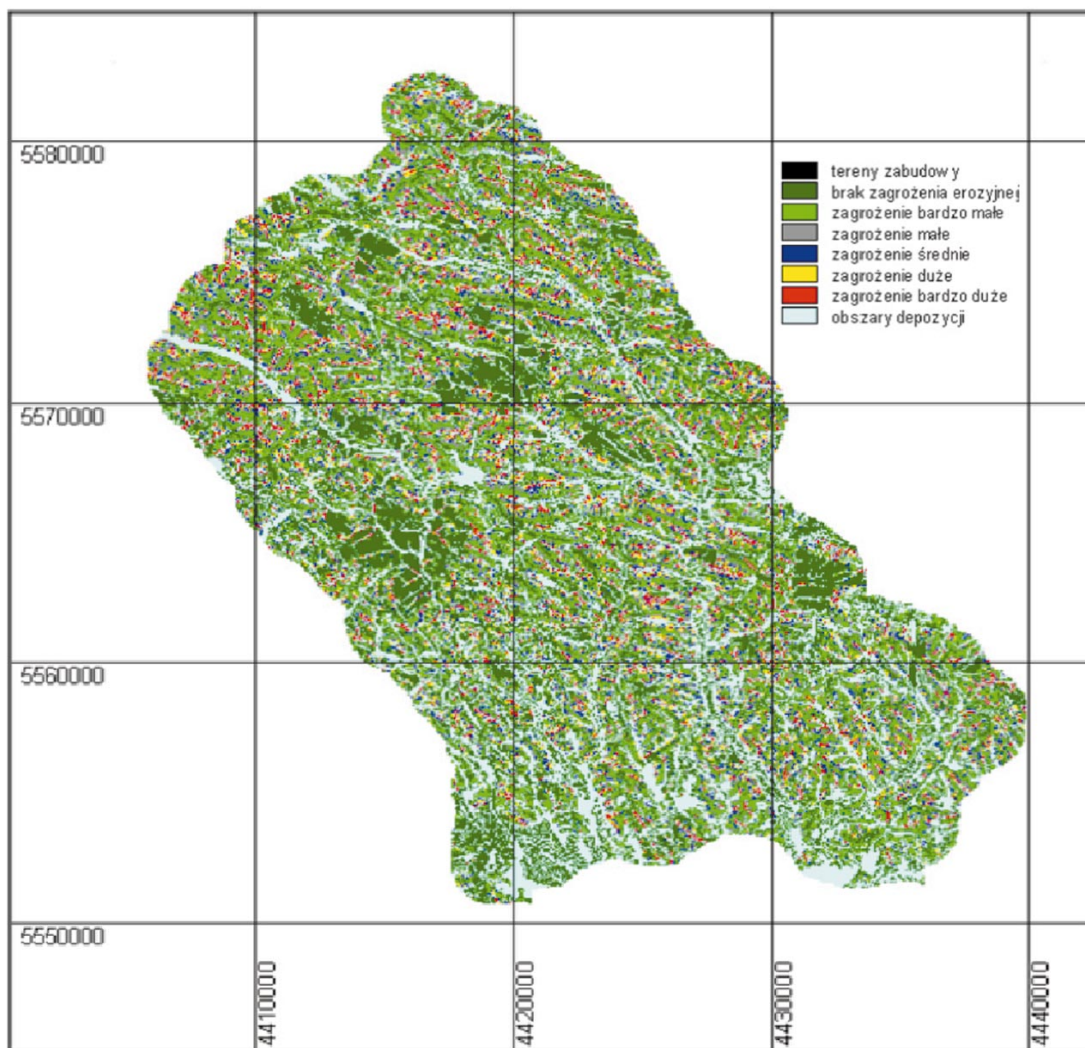 5580000
tereny zabudowy
brak zagrożenia erozyjnej
zagrożenie bardzo małe
zagrożenie małe
zagrożenie średnie
zagrożenie duże
zagrożenie bardzo duże
obszary depozycji
5570000
5560000
5550000
4410000
4420000
4430000
4440000